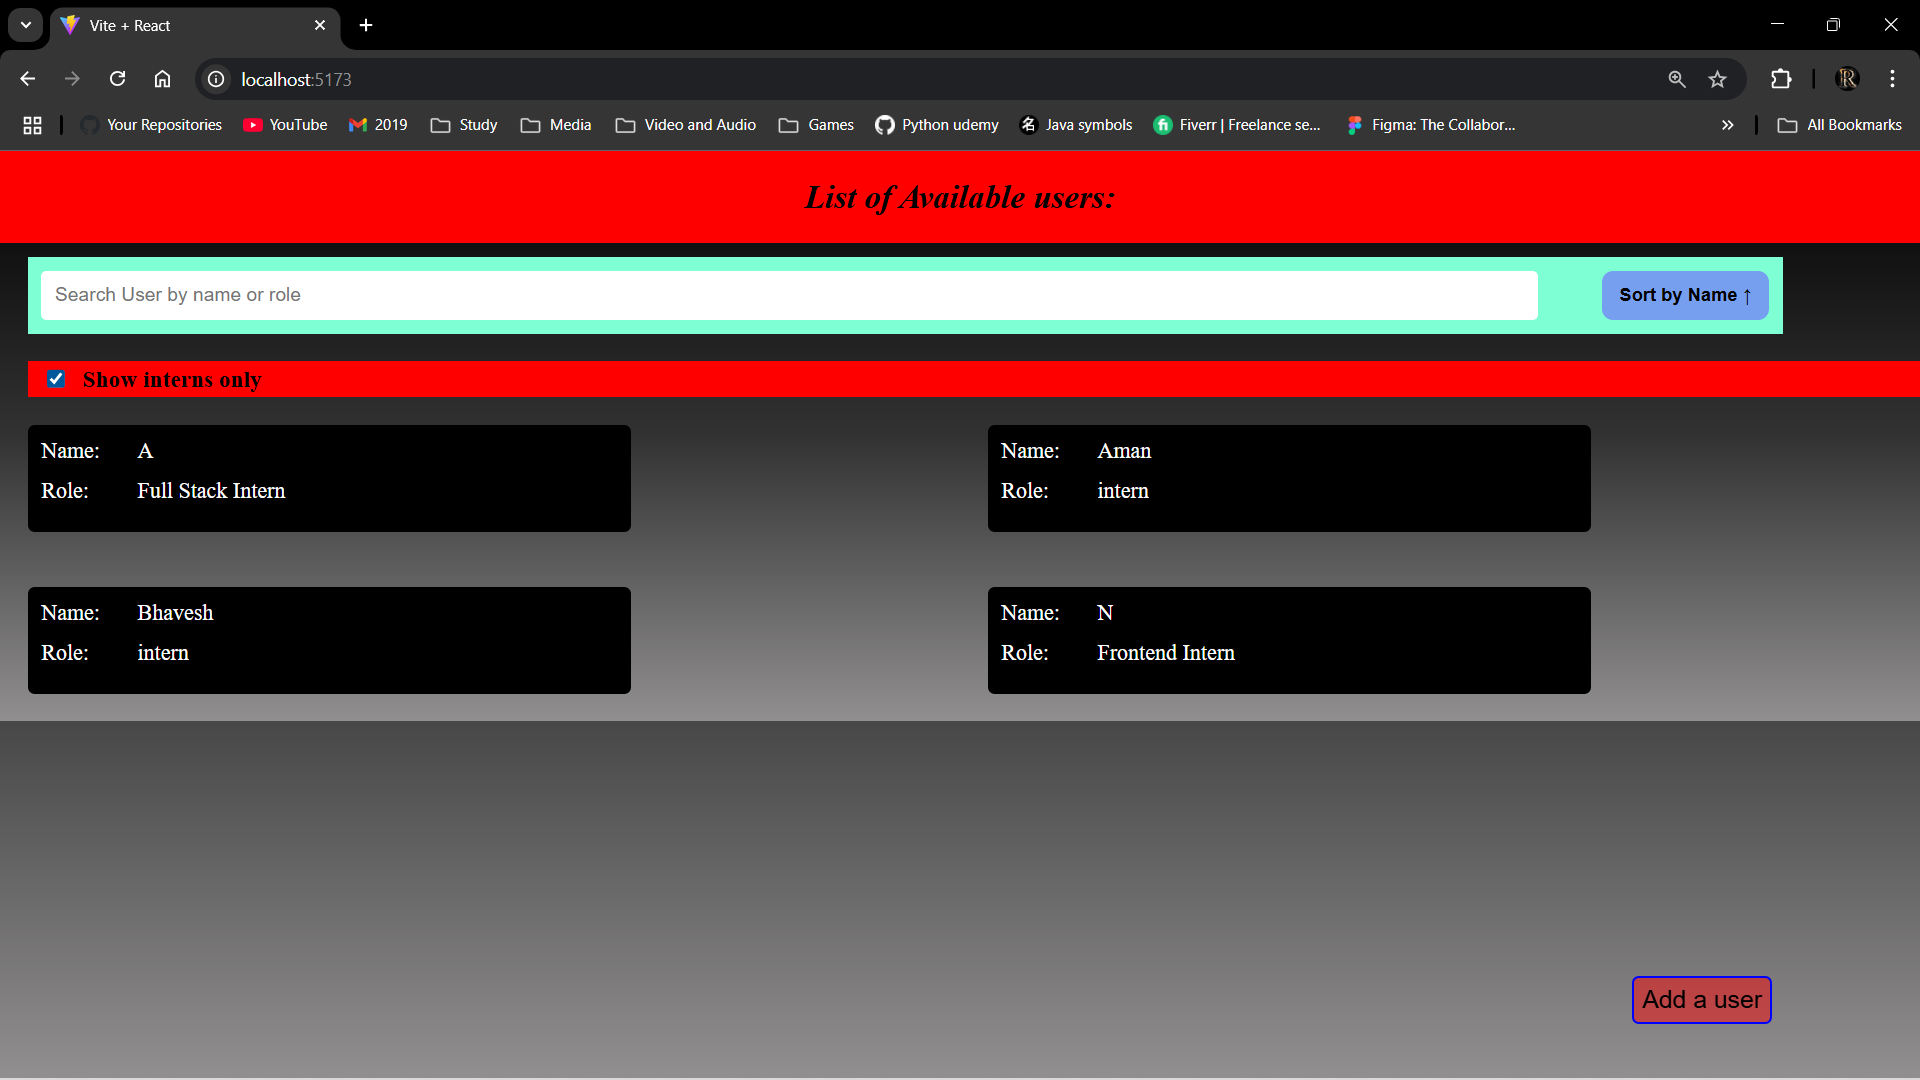 Vite + React
localhost:5173
Your Repositories YouTube 2019 Study Media Video and Audio Games Python udemy Java symbols Fiverr | Freelance se... Figma: The Collabor... » All Bookmarks
List of Available users:
Search User by name or role
Sort by Name ↑
Show interns only
Name: A
Role: Full Stack Intern
Name: Aman
Role: intern
Name: Bhavesh
Role: intern
Name: N
Role: Frontend Intern
Add a user